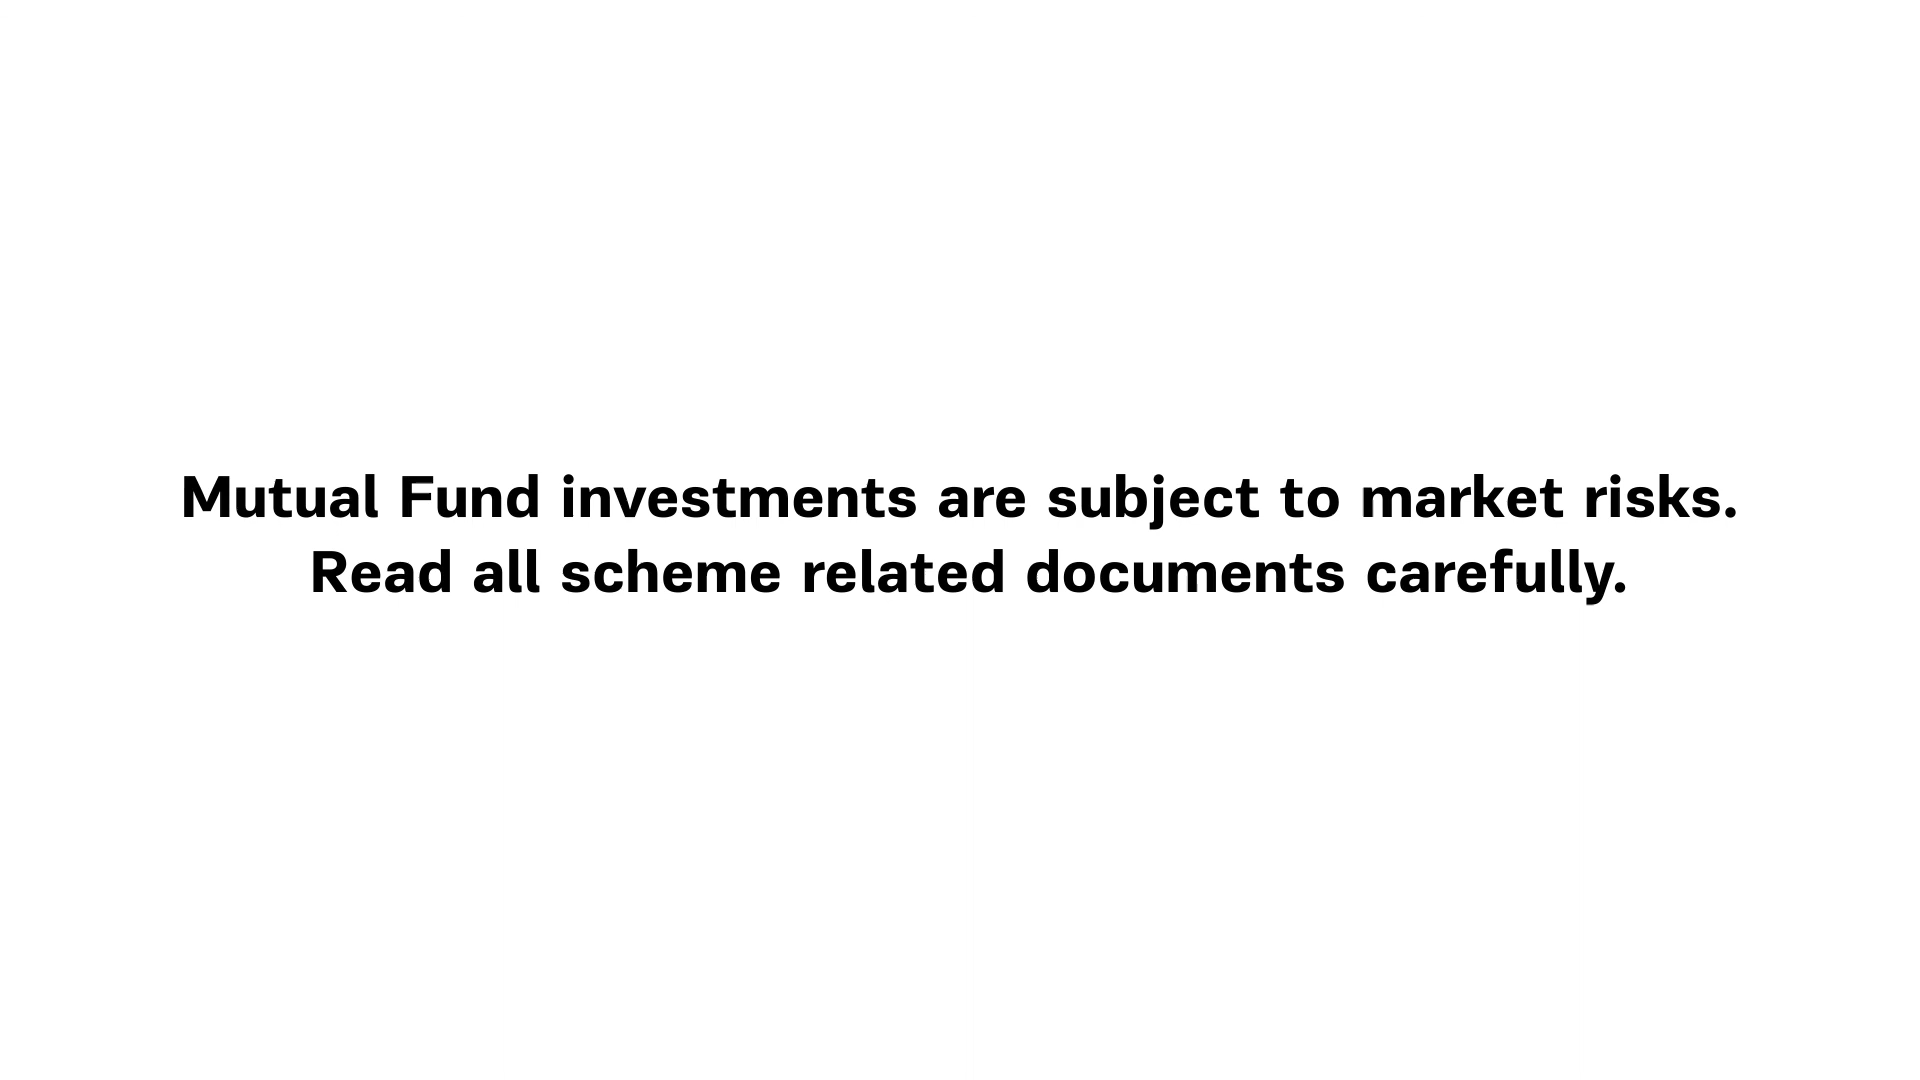 Mutual Fund investments are subject to market risks.
Read all scheme related documents carefully.